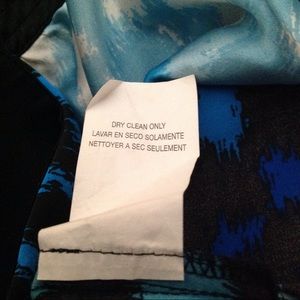 DRY CLEAN ONLY
LAVAR EN SECO SOLAMENTE
NETTOYER A SEC SEULEMENT